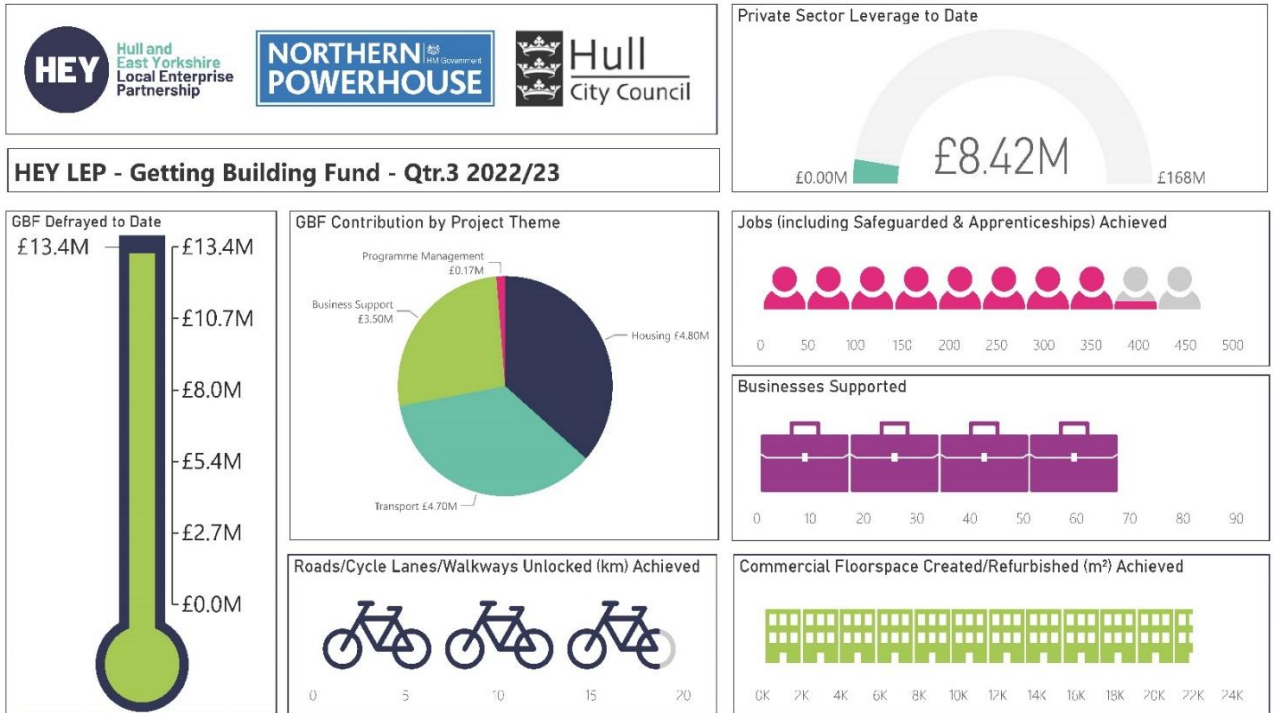 HEY
Hull and
East Yorkshire
Local Enterprise
Partnership
NORTHERN
HM Government
POWERHOUSE
Hull
City Council
HEY LEP - Getting Building Fund - Qtr.3 2022/23
Private Sector Leverage to Date
£8.42M
£0.00M £168M
GBF Defrayed to Date
£13.4M £13.4M
£10.7M
£8.0M
£5.4M
£2.7M
£0.0M
GBF Contribution by Project Theme
Programme Management
£0.17M
Business Support
£3.50M
Housing £4.80M
Transport £4.70M
Jobs (including Safeguarded & Apprenticeships) Achieved
0 50 100 150 200 250 300 350 400 450 500
Businesses Supported
0 10 20 30 40 50 60 70 80 90
Roads/Cycle Lanes/Walkways Unlocked (km) Achieved
0 5 10 15 20
Commercial Floorspace Created/Refurbished (m²) Achieved
0K 2K 4K 6K 8K 10K 12K 14K 16K 18K 20K 22K 24K